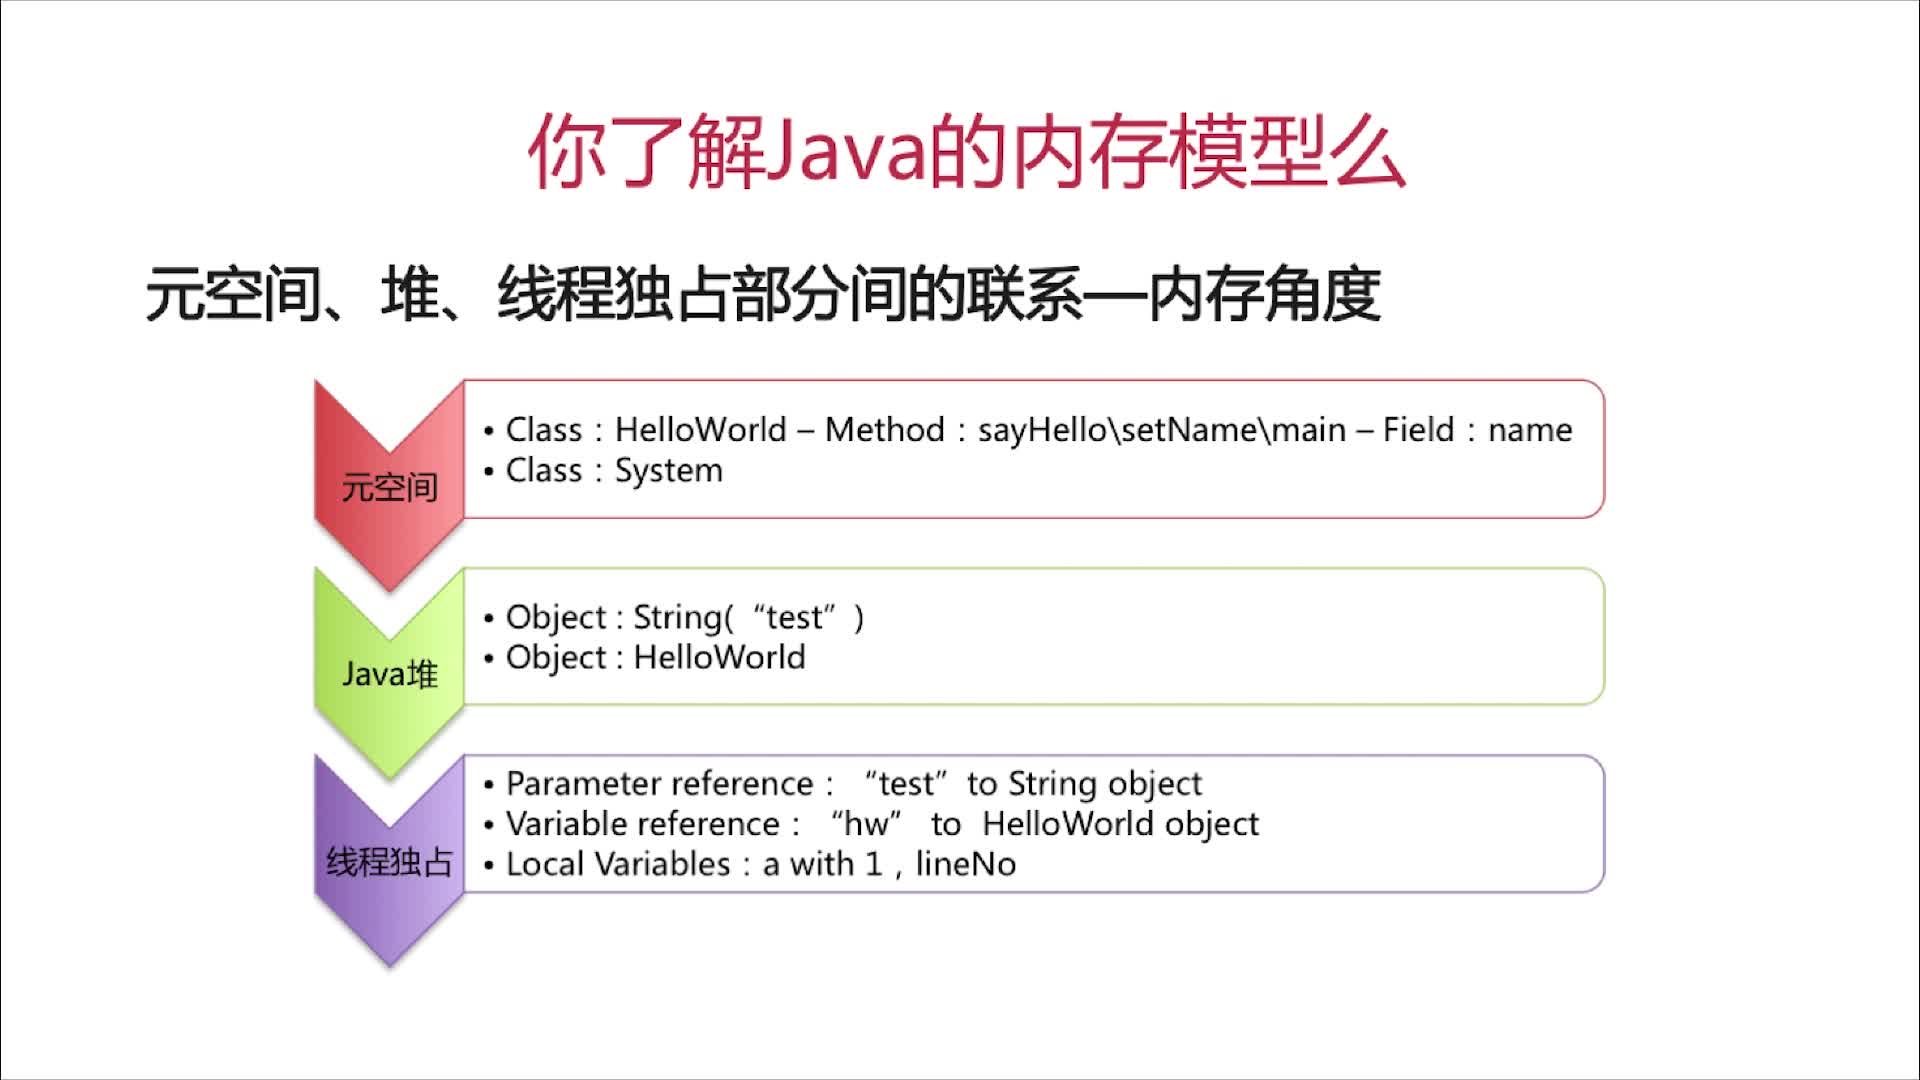 你了解Java的内存模型么
元空间、堆、线程独占部分间的联系—内存角度
元空间
• Class：HelloWorld – Method：sayHello\setName\main – Field：name
• Class：System
Java堆
• Object : String(“test”)
• Object : HelloWorld
线程独占
• Parameter reference：“test” to String object
• Variable reference：“hw” to HelloWorld object
• Local Variables：a with 1 , lineNo